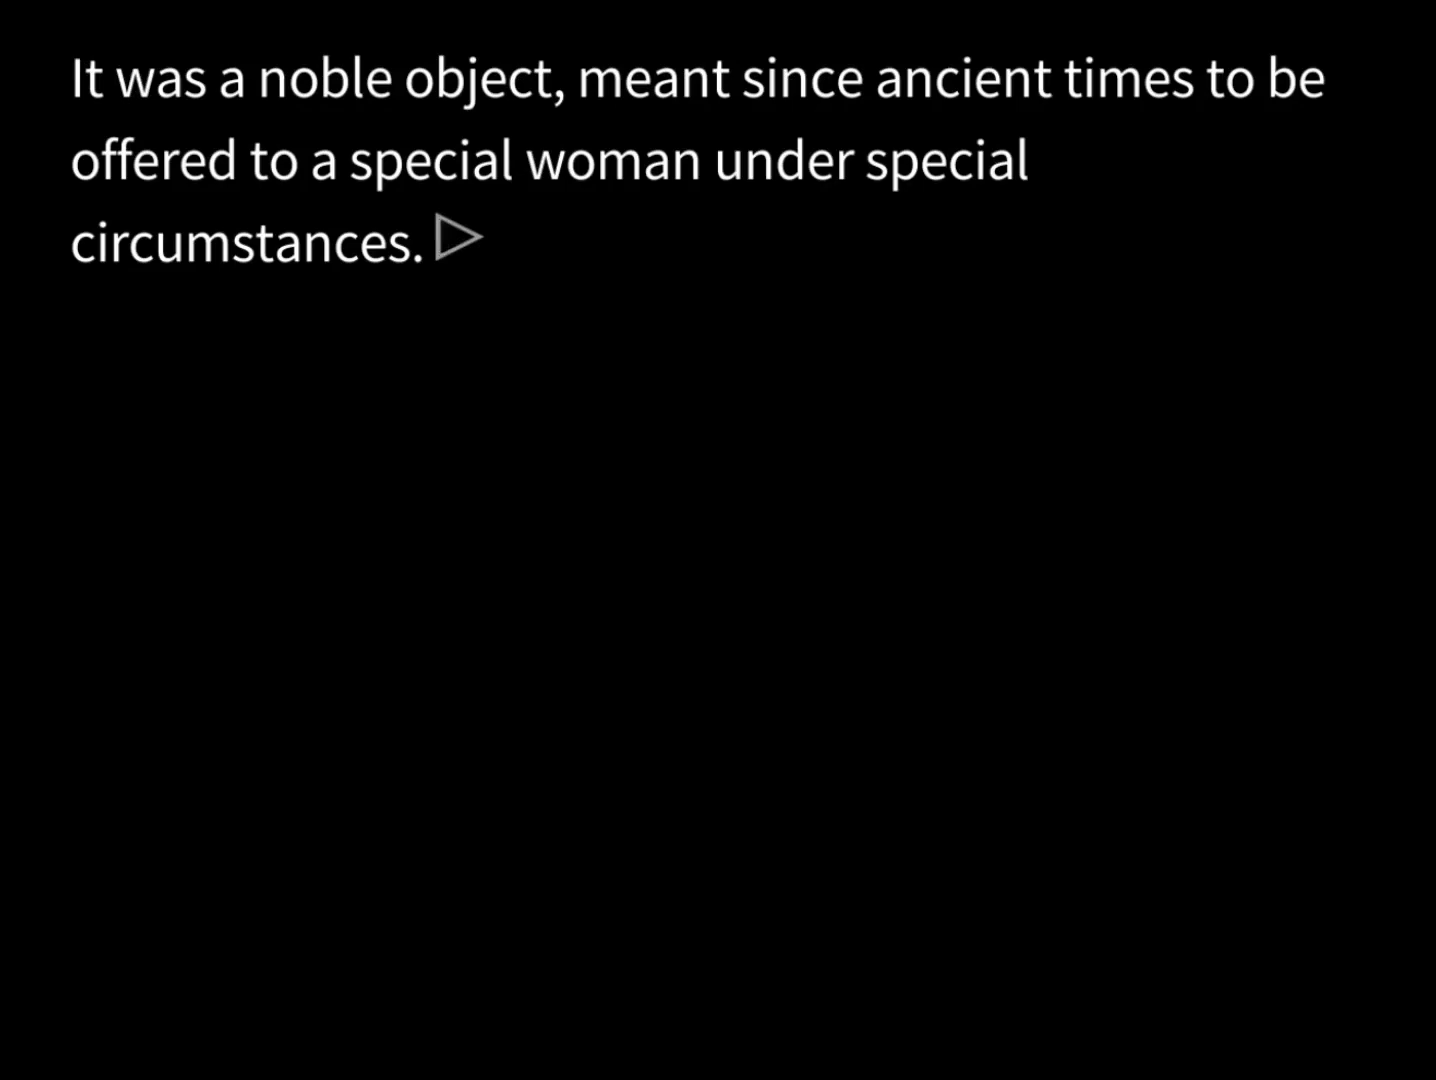 It was a noble object, meant since ancient times to be
offered to a special woman under special
circumstances.